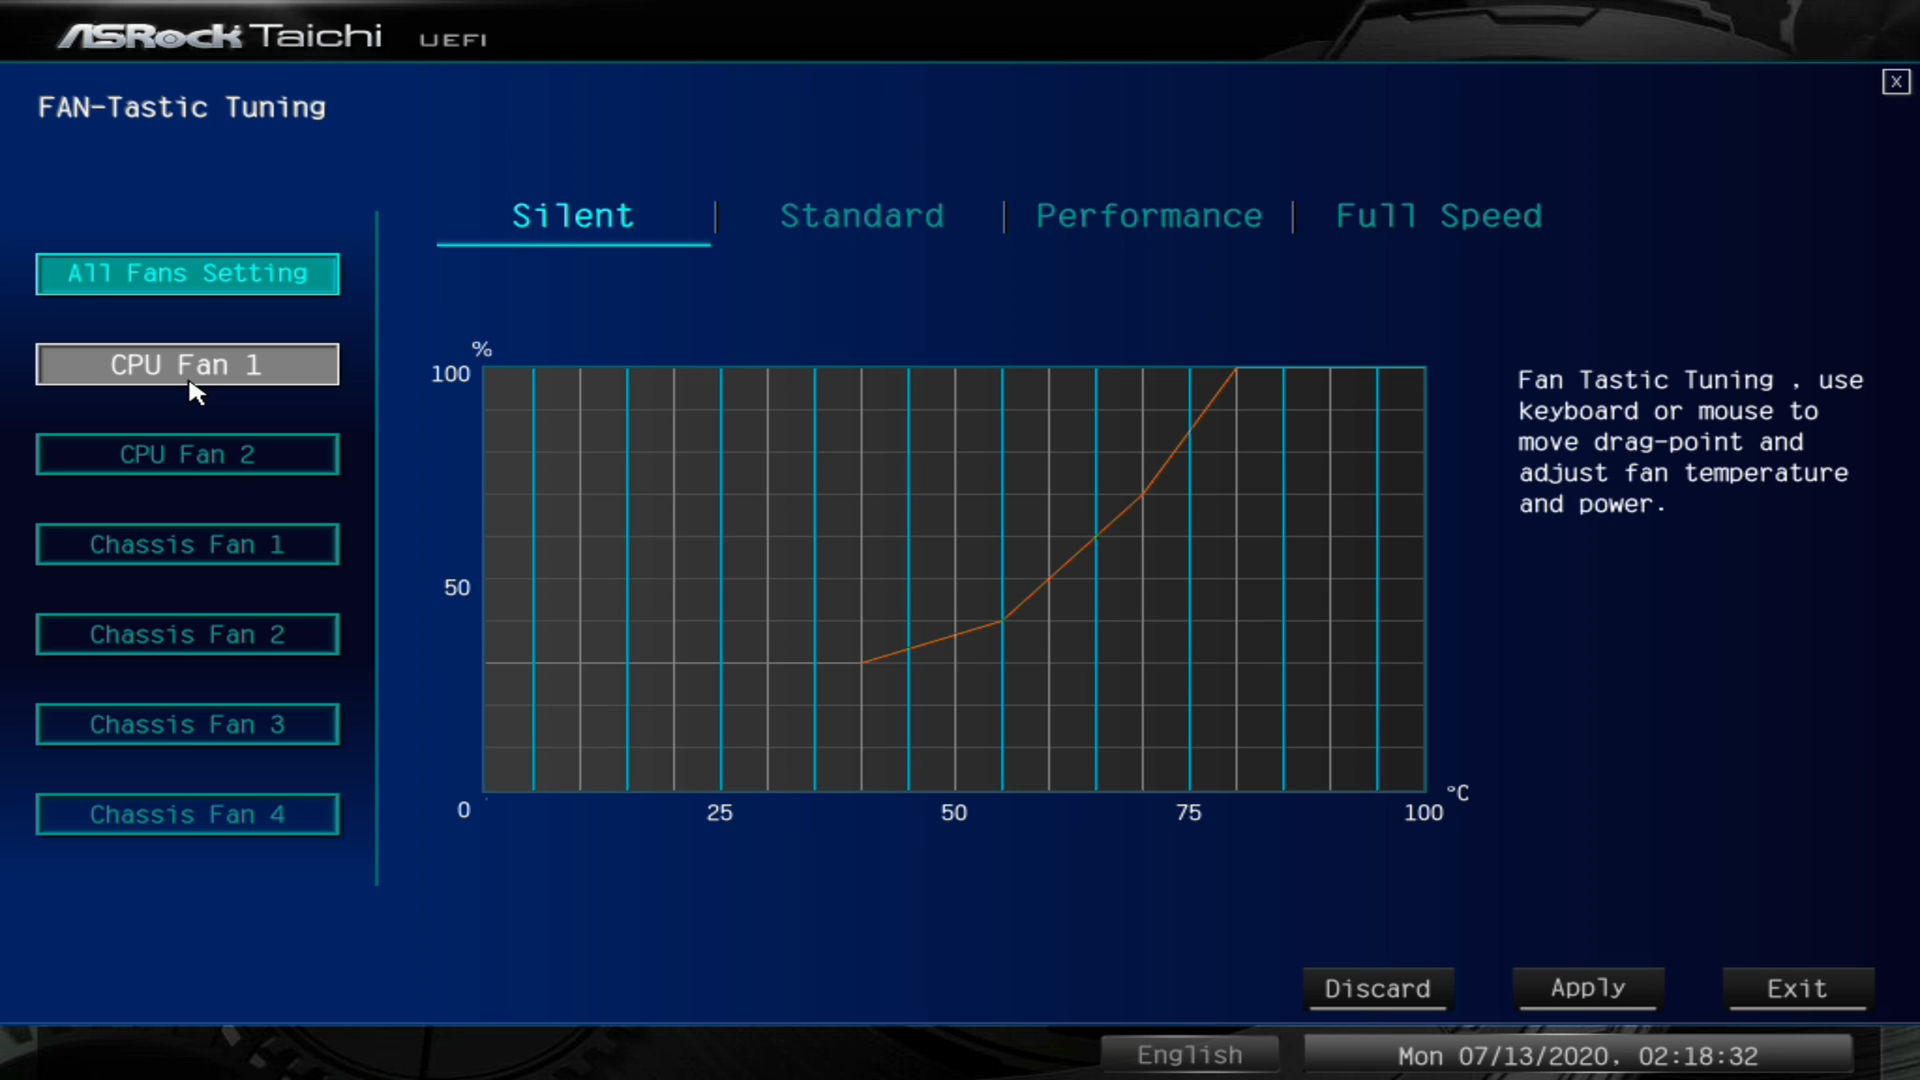 ASRock Taichi UEFI
X
FAN-Tastic Tuning
Silent | Standard | Performance | Full Speed
All Fans Setting
CPU Fan 1
CPU Fan 2
Chassis Fan 1
Chassis Fan 2
Chassis Fan 3
Chassis Fan 4
%
100
50
0
25 50 75 100
°C
Fan Tastic Tuning , use
keyboard or mouse to
move drag-point and
adjust fan temperature
and power.
Discard Apply Exit
English Mon 07/13/2020, 02:18:32